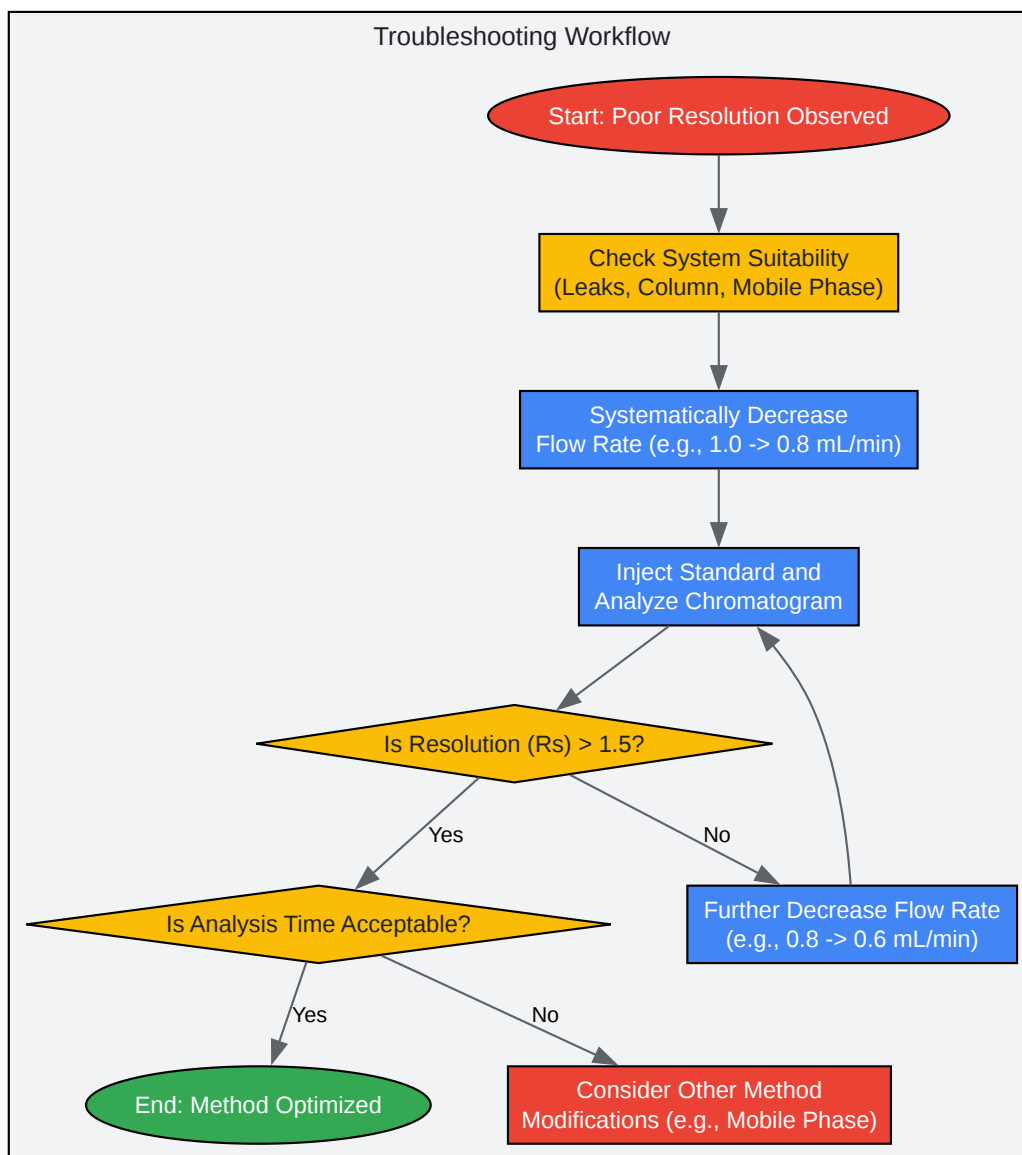 Troubleshooting Workflow
Start: Poor Resolution Observed
Check System Suitability
(Leaks, Column, Mobile Phase)
Systematically Decrease
Flow Rate (e.g., 1.0 -> 0.8 mL/min)
Inject Standard and
Analyze Chromatogram
Is Resolution (Rs) > 1.5?
Yes
No
Is Analysis Time Acceptable?
Further Decrease Flow Rate
(e.g., 0.8 -> 0.6 mL/min)
Yes
No
End: Method Optimized
Consider Other Method
Modifications (e.g., Mobile Phase)